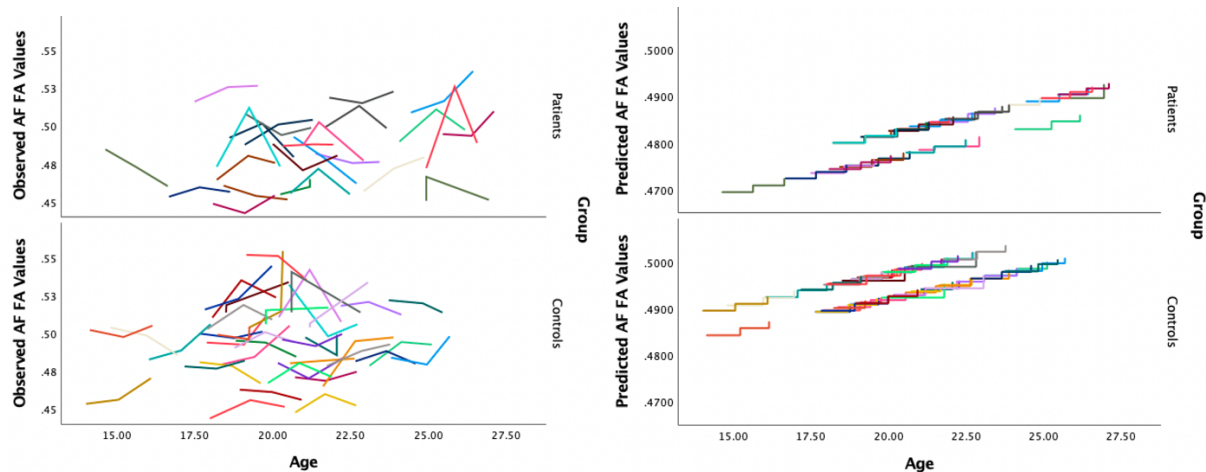 Observed AF FA Values
.55
.53
.50
.48
.45
Patients
Observed AF FA Values
.55
.53
.50
.48
.45
Controls
Group
15.00 17.50 20.00 22.50 25.00 27.50
Age
Predicted AF FA Values
.5000
.4900
.4800
.4700
Patients
Predicted AF FA Values
.5000
.4900
.4800
.4700
Controls
Group
15.00 17.50 20.00 22.50 25.00 27.50
Age